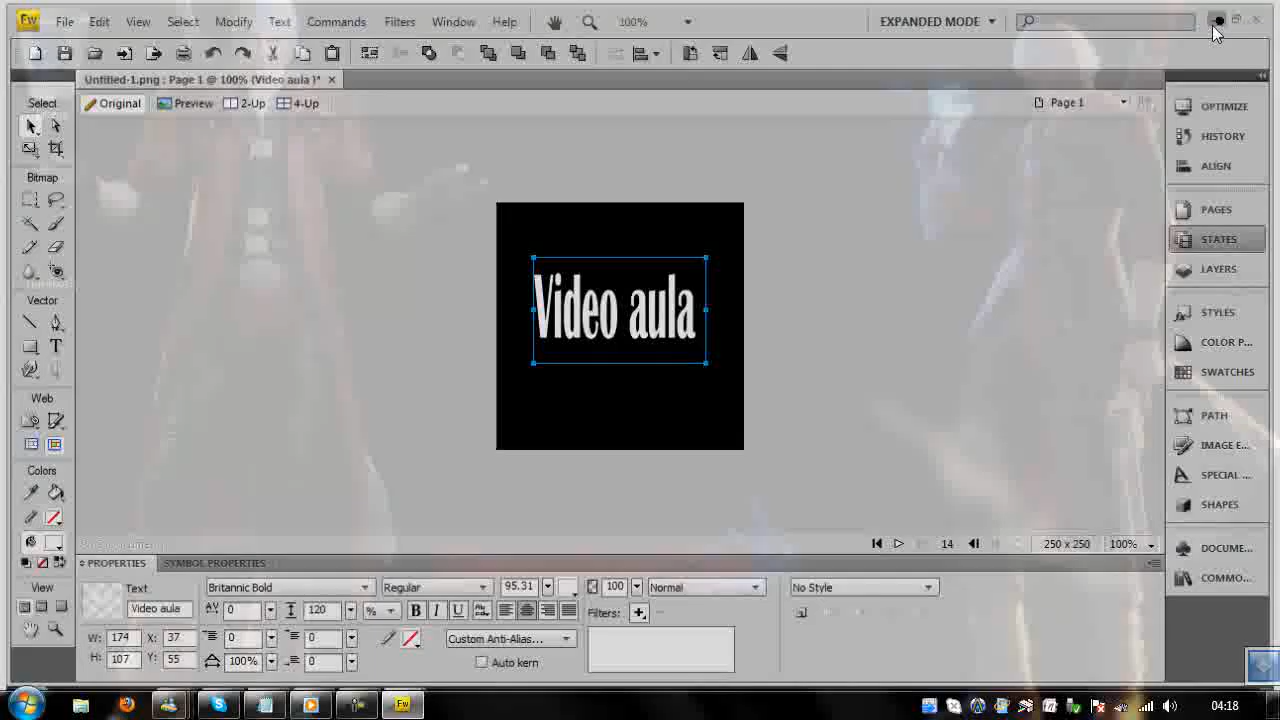 Fw File Edit View Select Modify Text Commands Filters Window Help 100% EXPANDED MODE
Untitled-1.png : Page 1 @ 100% (Video aula )*
Original Preview 2-Up 4-Up Page 1
Select
Bitmap
Vector
T
Web
Colors
View
Video aula
OPTIMIZE
HISTORY
ALIGN
PAGES
STATES
LAYERS
STYLES
COLOR P...
SWATCHES
PATH
IMAGE E...
SPECIAL ...
SHAPES
DOCUME...
COMMO...
14 250 x 250 100%
PROPERTIES SYMBOL PROPERTIES
Text Britannic Bold Regular 95.31 100 Normal No Style
Video aula AV 0 120 % B I U Filters:
W: 174 X: 37 0 0 Custom Anti-Alias...
H: 107 Y: 55 100% 0 Auto kern
Fw 04:18